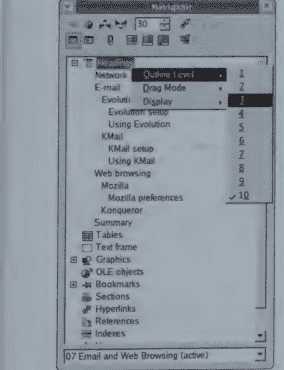 Navigator
30
Network
Outline Level
1
E-mail
Drag Mode
2
Evoluti
Display
3
Evolution setup
4
Using Evolution
5
KMail
6
KMail setup
7
Using KMail
8
Web browsing
9
Mozilla
10
Mozilla preferences
Konqueror
Summary
Tables
Text frame
Graphics
OLE objects
Bookmarks
Sections
Hyperlinks
References
Indexes
07 Email and Web Browsing (active)